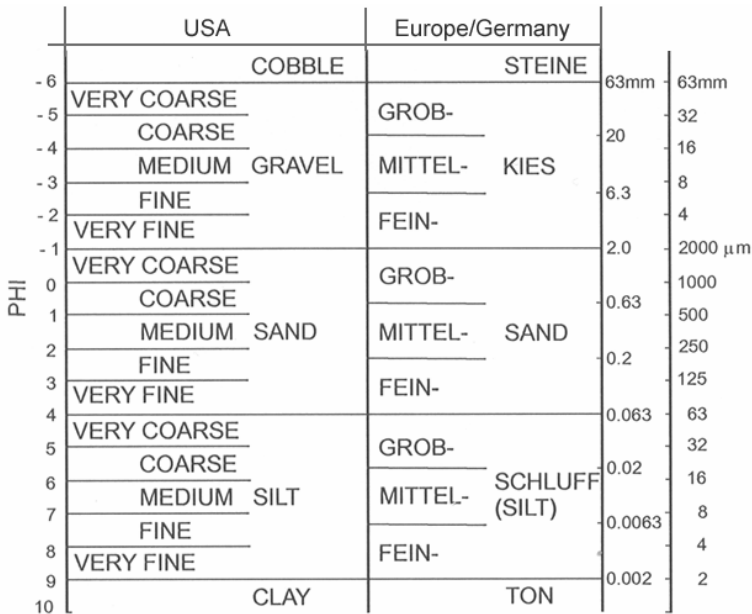 USA Europe/Germany
COBBLE STEINE
- 6 63mm 63mm
VERY COARSE GROB-
- 5 32
COARSE 20
- 4 16
MEDIUM GRAVEL MITTEL- KIES
- 3 6.3 8
FINE
- 2 4
VERY FINE FEIN-
- 1 2.0 2000 µm
VERY COARSE GROB-
0 1000
COARSE 0.63
PHI
1 500
MEDIUM SAND MITTEL- SAND
2 0.2 250
FINE
3 125
VERY FINE FEIN-
4 0.063 63
VERY COARSE GROB-
5 32
COARSE 0.02
6 16
MEDIUM SILT MITTEL- SCHLUFF
(SILT)
7 0.0063 8
FINE
8 4
VERY FINE FEIN-
9 0.002 2
CLAY TON
10